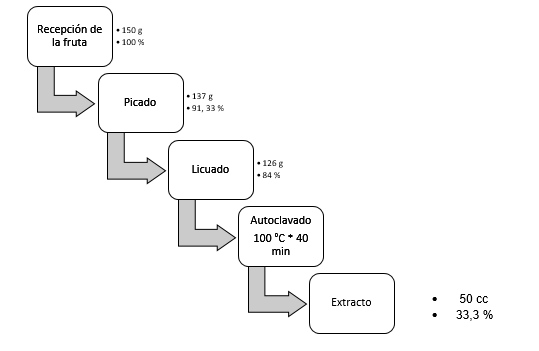 Recepción de
la fruta
• 150 g
• 100 %
Picado
• 137 g
• 91, 33 %
Licuado
• 126 g
• 84 %
Autoclavado
100 °C * 40
min
Extracto
• 50 cc
• 33,3 %